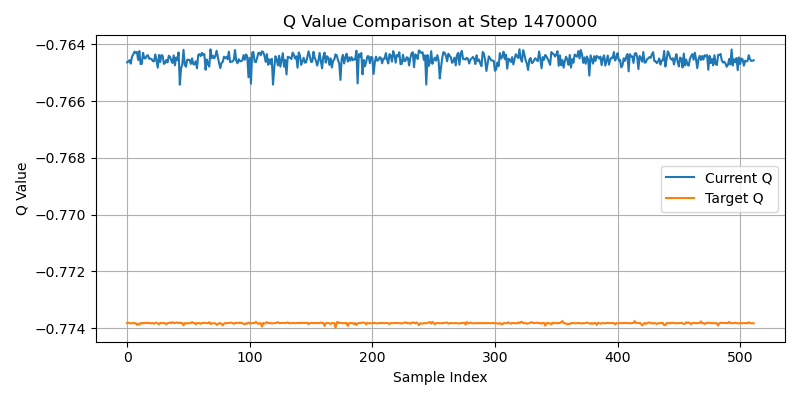 Q Value Comparison at Step 1470000
Q Value
−0.764
−0.766
−0.768
−0.770
−0.772
−0.774
Current Q
Target Q
0 100 200 300 400 500
Sample Index